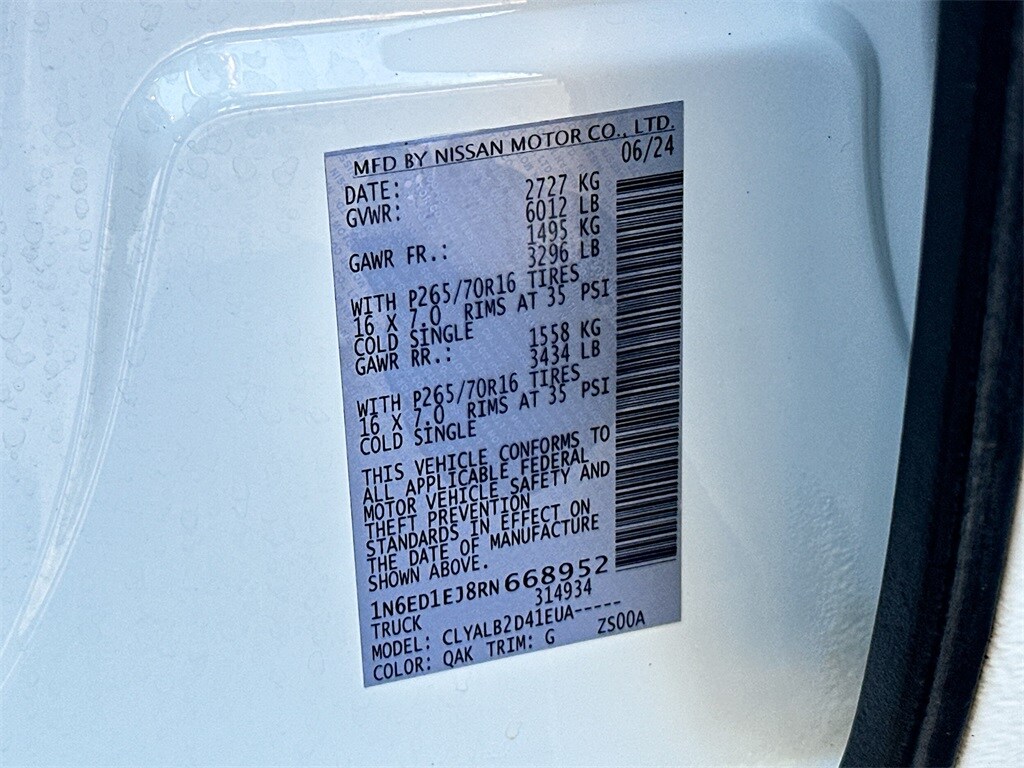 MFD BY NISSAN MOTOR CO., LTD.
DATE: 06/24
GVWR: 2727 KG
6012 LB
GAWR FR.: 1495 KG
3296 LB
WITH P265/70R16 TIRES
16 X 7.0 RIMS AT 35 PSI
COLD SINGLE
GAWR RR.: 1558 KG
3434 LB
WITH P265/70R16 TIRES
16 X 7.0 RIMS AT 35 PSI
COLD SINGLE
THIS VEHICLE CONFORMS TO
ALL APPLICABLE FEDERAL
MOTOR VEHICLE SAFETY AND
THEFT PREVENTION
STANDARDS IN EFFECT ON
THE DATE OF MANUFACTURE
SHOWN ABOVE.
1N6ED1EJ8RN668952
TRUCK 314934
MODEL: CLYALB2D41EUA-----
COLOR: QAK TRIM: G ZS00A